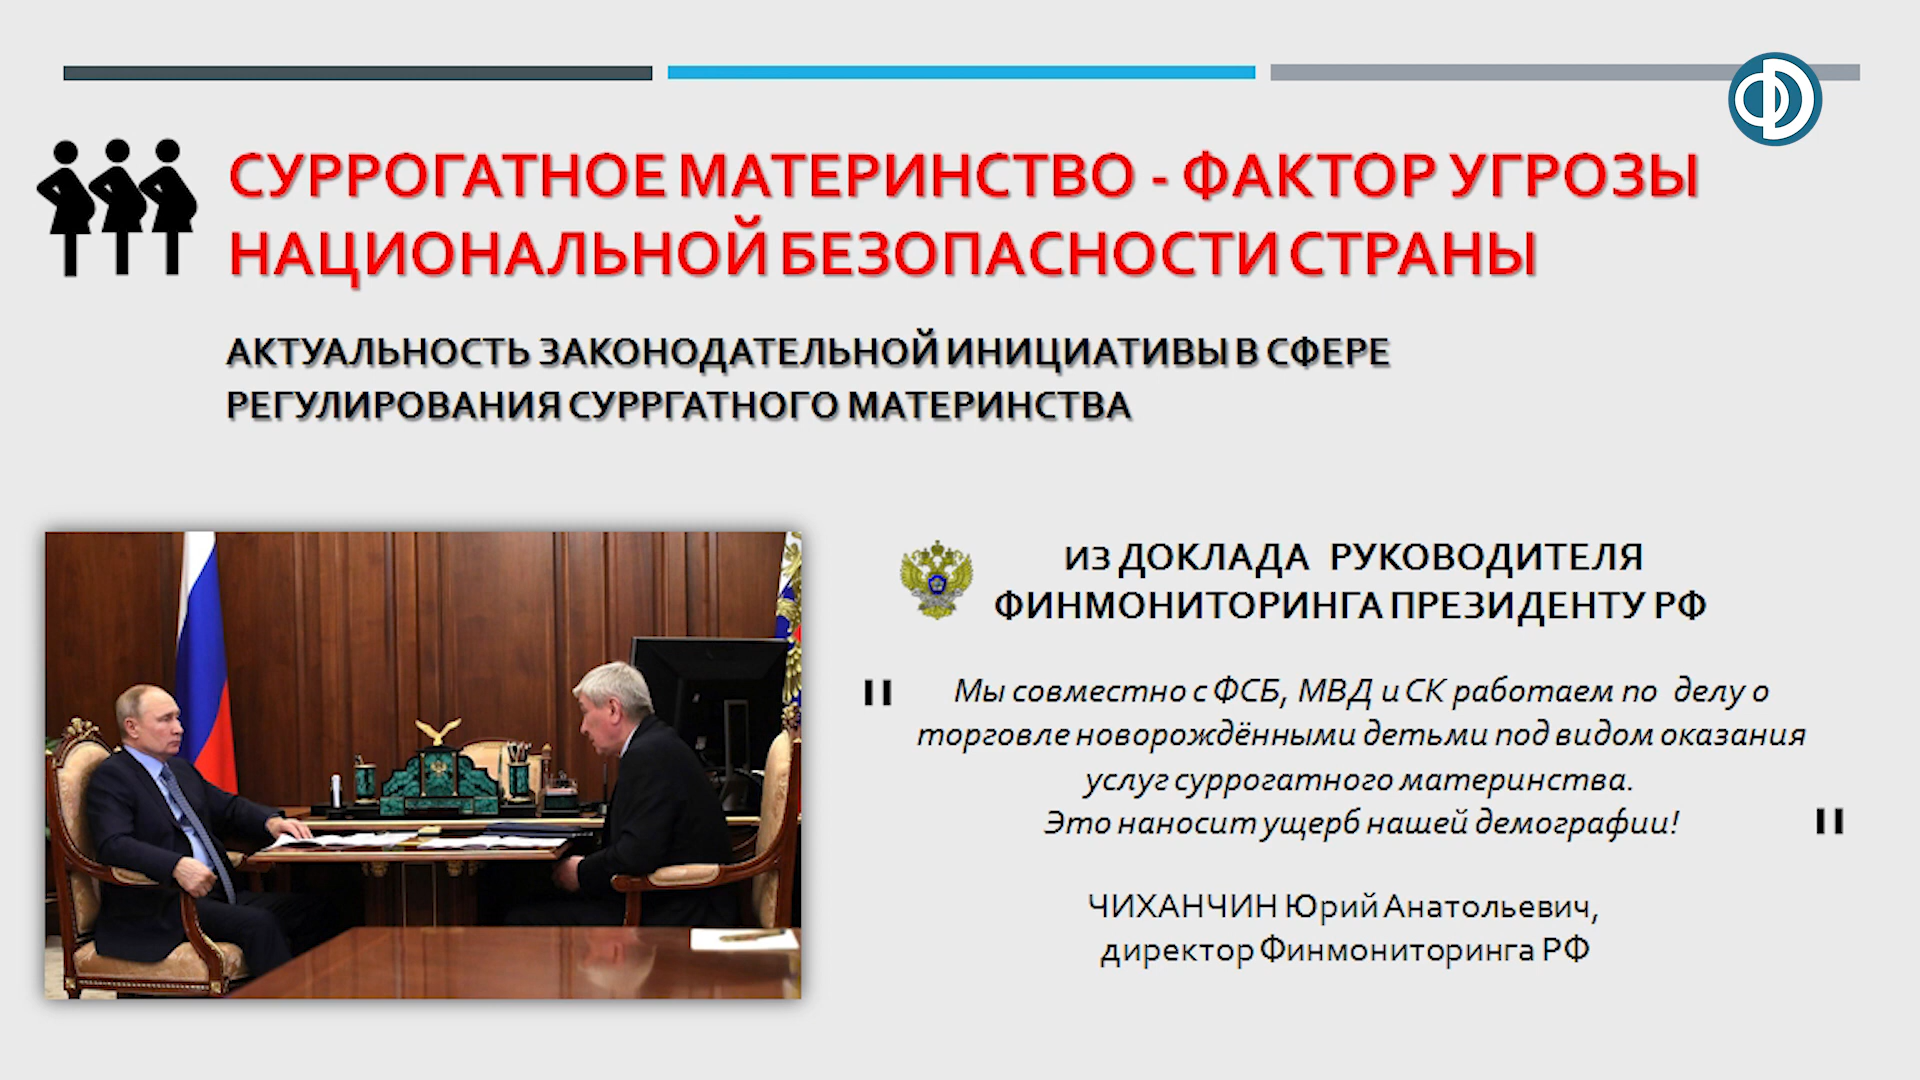 СУРРОГАТНОЕ МАТЕРИНСТВО - ФАКТОР УГРОЗЫ
НАЦИОНАЛЬНОЙ БЕЗОПАСНОСТИ СТРАНЫ
АКТУАЛЬНОСТЬ ЗАКОНОДАТЕЛЬНОЙ ИНИЦИАТИВЫ В СФЕРЕ
РЕГУЛИРОВАНИЯ СУРРГАТНОГО МАТЕРИНСТВА
ИЗ ДОКЛАДА РУКОВОДИТЕЛЯ
ФИНМОНИТОРИНГА ПРЕЗИДЕНТУ РФ
" Мы совместно с ФСБ, МВД и СК работаем по делу о
торговле новорождёнными детьми под видом оказания
услуг суррогатного материнства.
Это наносит ущерб нашей демографии! "
ЧИХАНЧИН Юрий Анатольевич,
директор Финмониторинга РФ